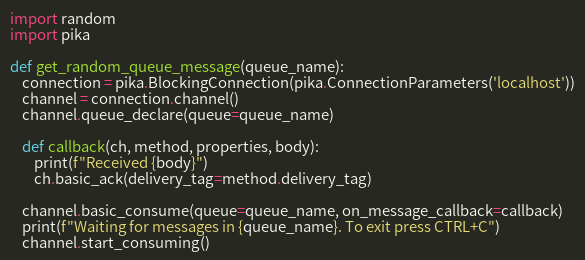 import random
import pika

def get_random_queue_message(queue_name):
    connection = pika.BlockingConnection(pika.ConnectionParameters('localhost'))
    channel = connection.channel()
    channel.queue_declare(queue=queue_name)

    def callback(ch, method, properties, body):
        print(f"Received {body}")
        ch.basic_ack(delivery_tag=method.delivery_tag)

    channel.basic_consume(queue=queue_name, on_message_callback=callback)
    print(f"Waiting for messages in {queue_name}. To exit press CTRL+C")
    channel.start_consuming()